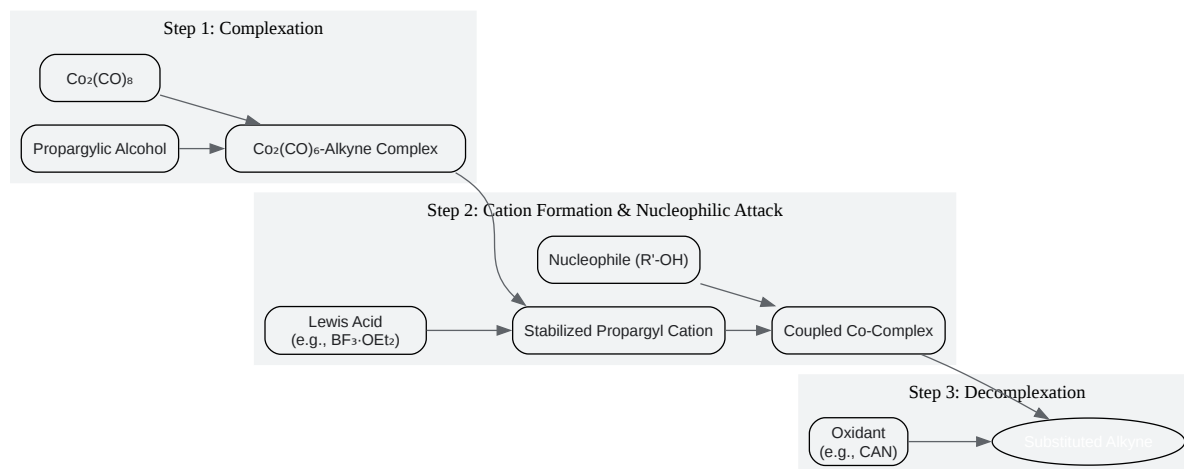 Step 1: Complexation
Co₂(CO)₈
Propargylic Alcohol
Co₂(CO)₆-Alkyne Complex
Step 2: Cation Formation & Nucleophilic Attack
Nucleophile (R'-OH)
Lewis Acid
(e.g., BF₃·OEt₂)
Stabilized Propargyl Cation
Coupled Co-Complex
Step 3: Decomplexation
Oxidant
(e.g., CAN)
Substituted Alkyne